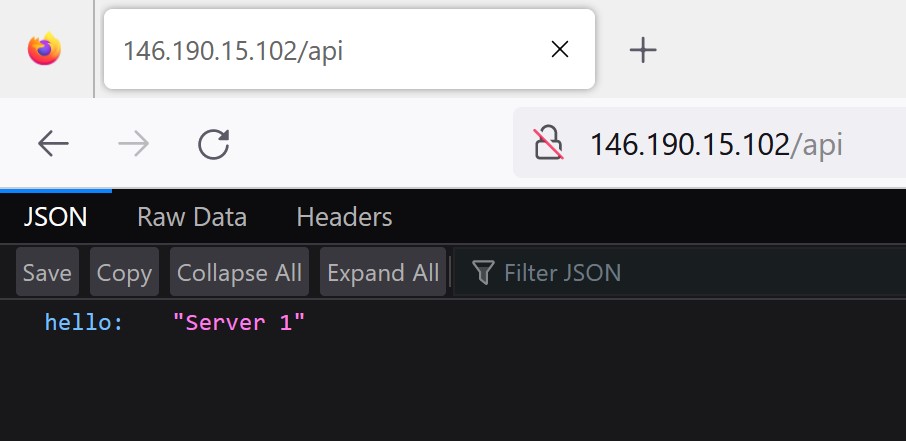 146.190.15.102/api
146.190.15.102/api
JSON Raw Data Headers
Save Copy Collapse All Expand All Filter JSON
hello: "Server 1"